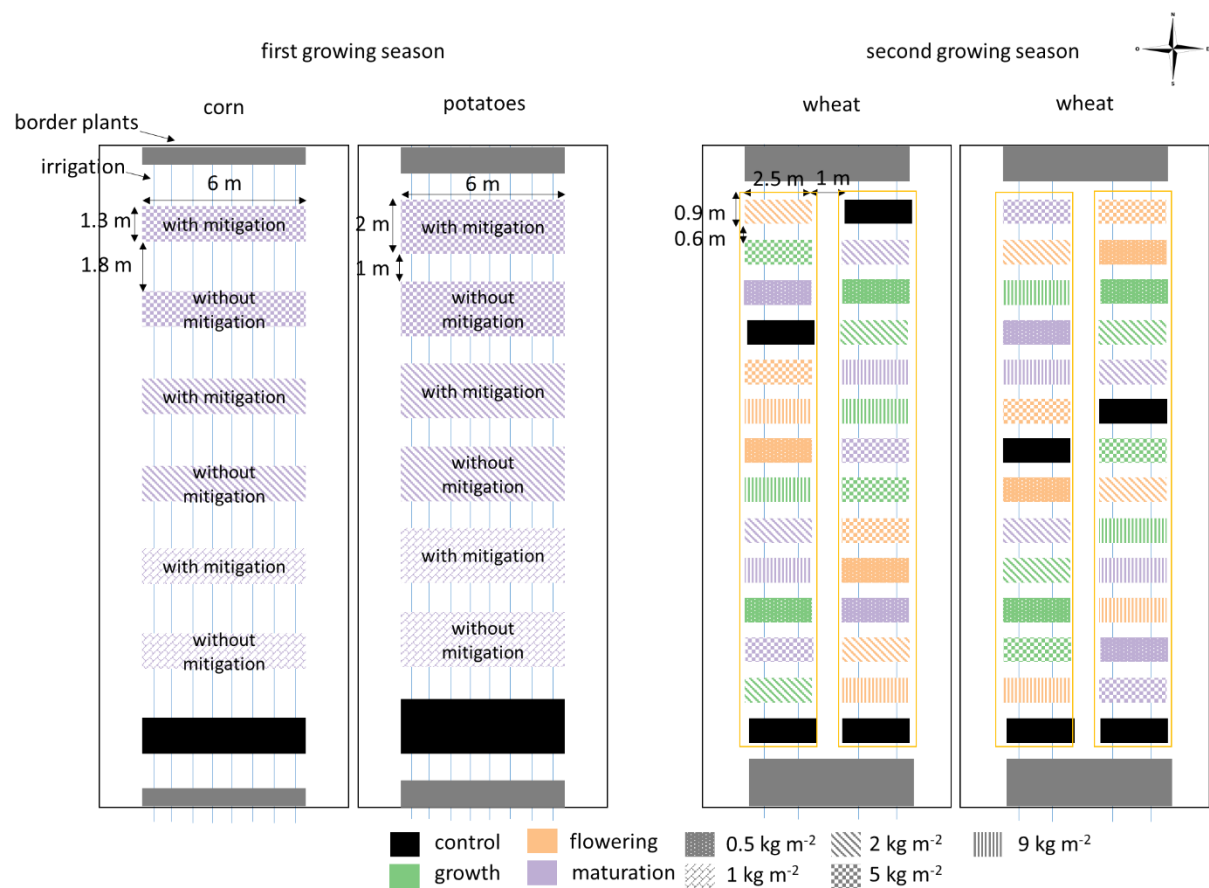 first growing season
second growing season
N
O
E
S
corn
potatoes
wheat
wheat
border plants
irrigation
6 m
6 m
2.5 m
1 m
1.3 m
with mitigation
2 m
with mitigation
0.9 m
0.6 m
1.8 m
1 m
without
mitigation
without
mitigation
with mitigation
with mitigation
without
mitigation
without
mitigation
with mitigation
with mitigation
without
mitigation
without
mitigation
control
flowering
0.5 kg m⁻²
2 kg m⁻²
9 kg m⁻²
growth
maturation
1 kg m⁻²
5 kg m⁻²